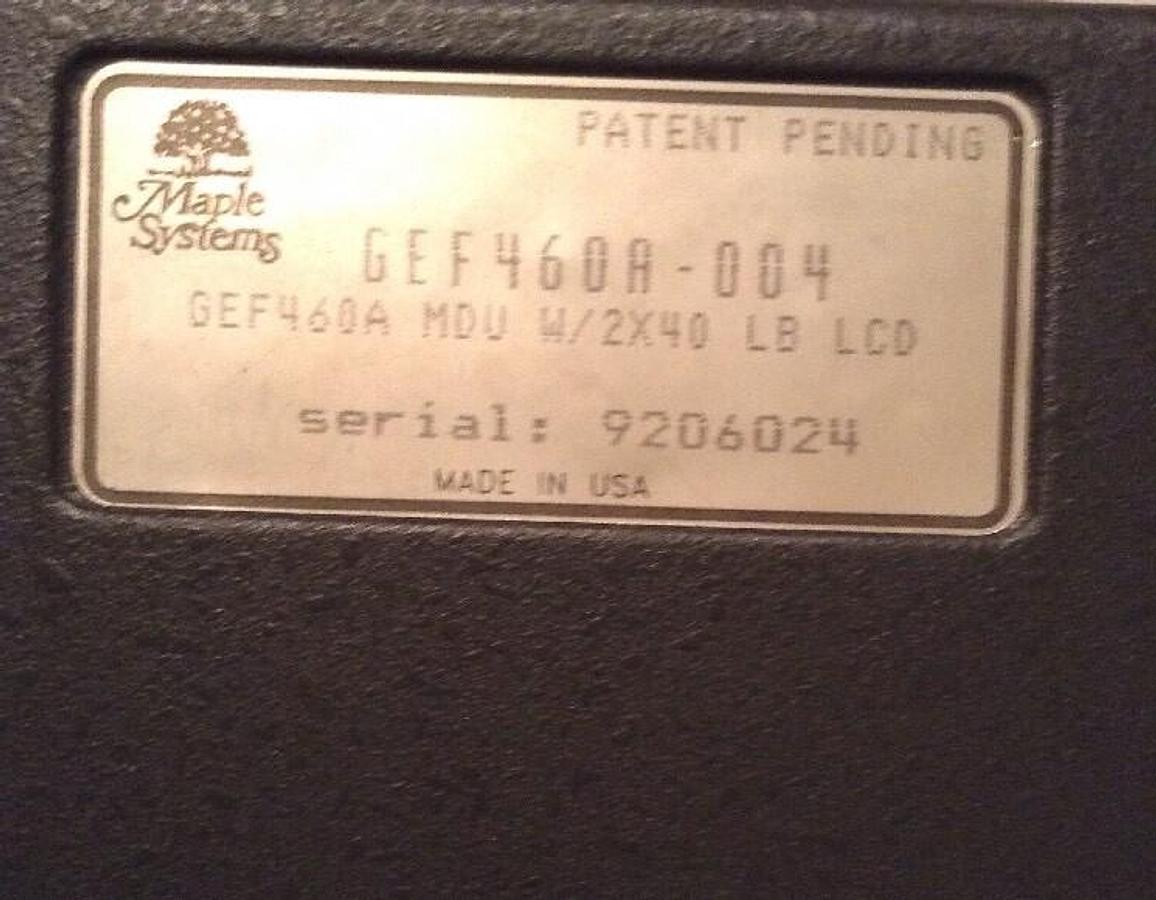 PATENT PENDING
Maple
Systems
GEF460A-004
GEF460A MDU W/2X40 LB LCD
serial: 9206024
MADE IN USA